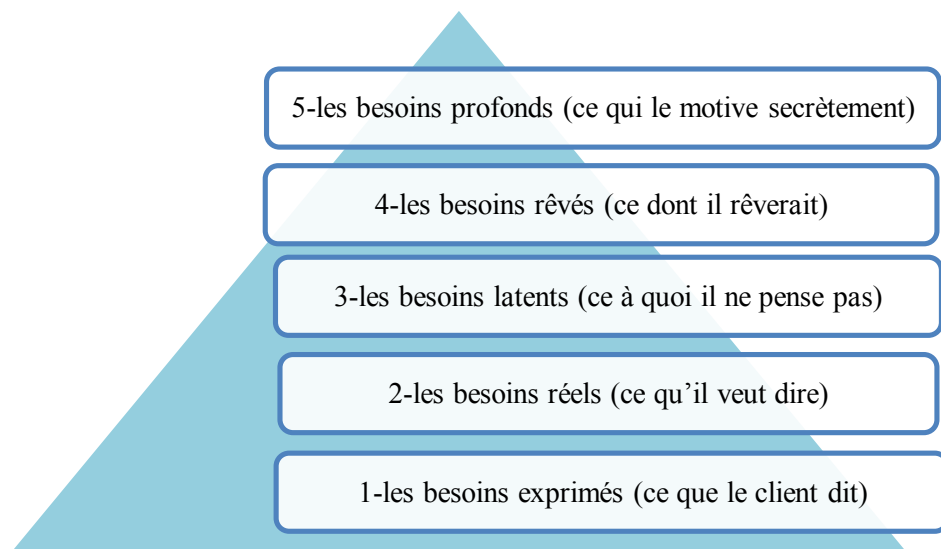 5-les besoins profonds (ce qui le motive secrètement)
4-les besoins rêvés (ce dont il rêverait)
3-les besoins latents (ce à quoi il ne pense pas)
2-les besoins réels (ce qu’il veut dire)
1-les besoins exprimés (ce que le client dit)